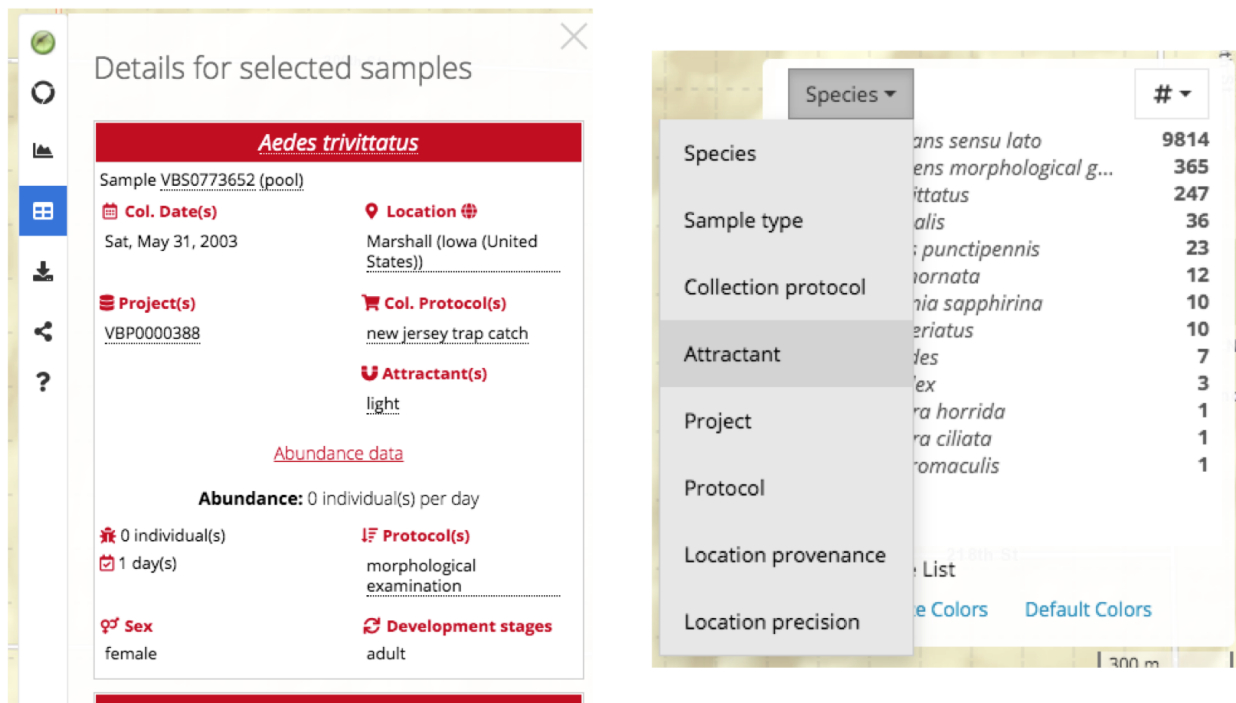 Details for selected samples
Aedes trivittatus
Sample VBS0773652 (pool)
Col. Date(s)
Sat, May 31, 2003
Location
Marshall (Iowa (United
States))
Project(s)
VBP0000388
Col. Protocol(s)
new jersey trap catch
Attractant(s)
light
Abundance data
Abundance: 0 individual(s) per day
0 individual(s)
1 day(s)
Protocol(s)
morphological
examination
Sex
female
Development stages
adult
?
Species
#
Species
Sample type
Collection protocol
Attractant
Project
Protocol
Location provenance
Location precision
ans sensu lato 9814
ens morphological g... 365
ittatus 247
alis 36
punctipennis 23
nornata 12
nia sapphirina 10
eriatus 10
des 7
ex 3
ra horrida 1
ra ciliata 1
romaculis 1
218th St
List
e Colors
Default Colors
300 m